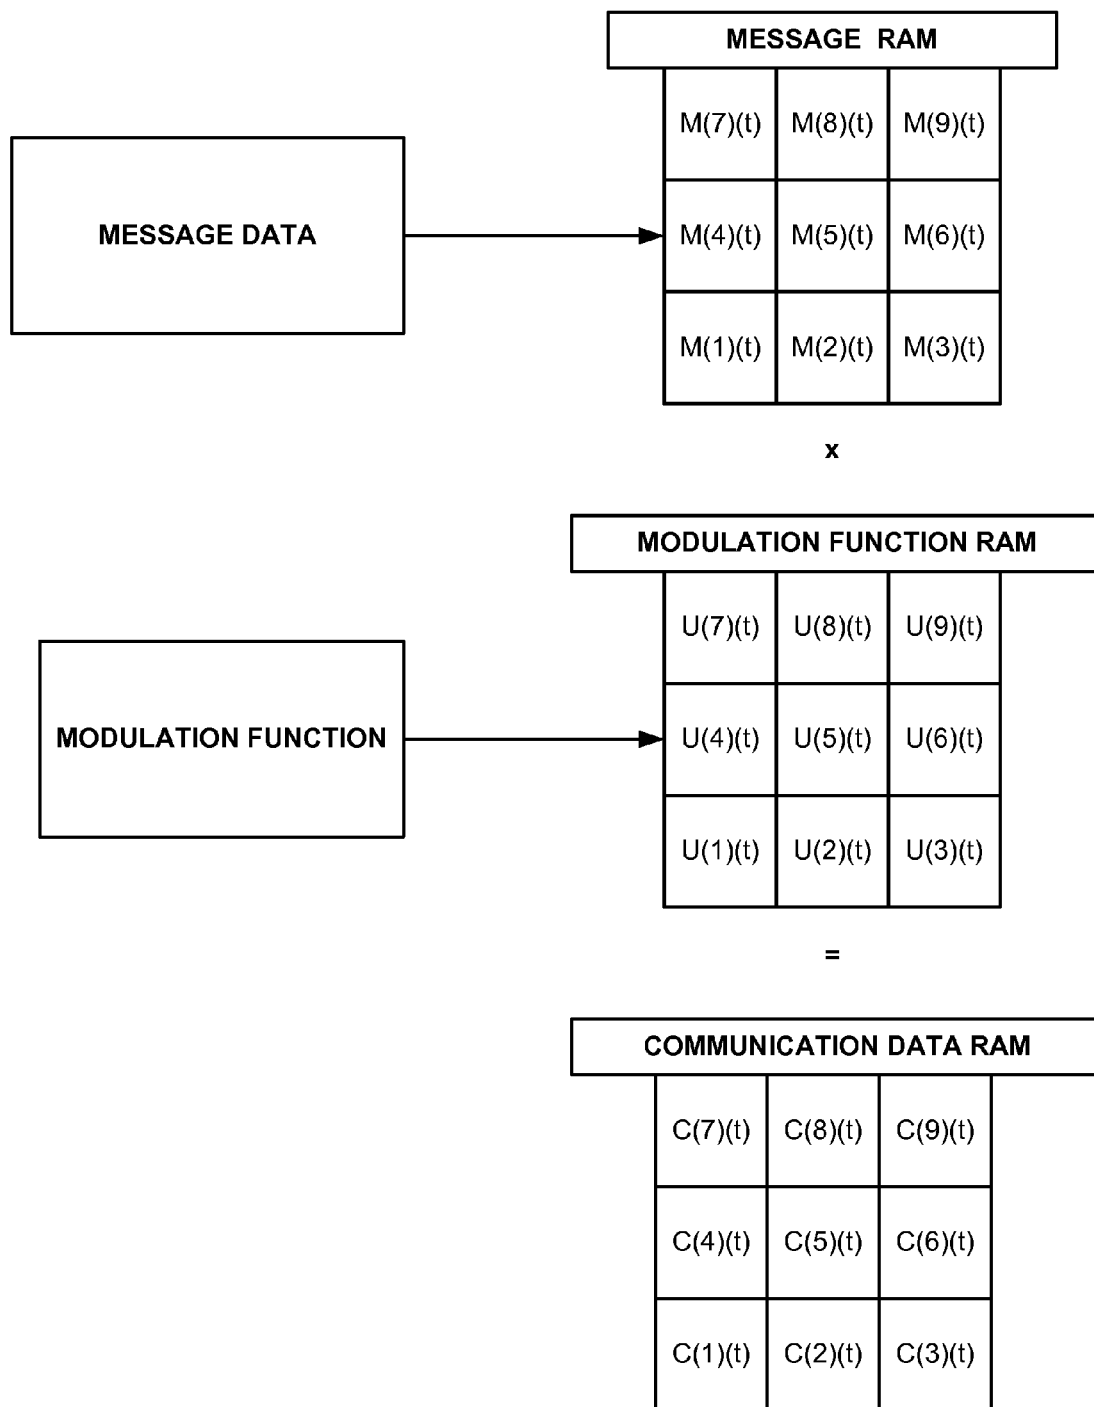 MESSAGE RAM
M(7)(t) M(8)(t) M(9)(t)
MESSAGE DATA
M(4)(t) M(5)(t) M(6)(t)
M(1)(t) M(2)(t) M(3)(t)
x
MODULATION FUNCTION RAM
U(7)(t) U(8)(t) U(9)(t)
MODULATION FUNCTION
U(4)(t) U(5)(t) U(6)(t)
U(1)(t) U(2)(t) U(3)(t)
=
COMMUNICATION DATA RAM
C(7)(t) C(8)(t) C(9)(t)
C(4)(t) C(5)(t) C(6)(t)
C(1)(t) C(2)(t) C(3)(t)